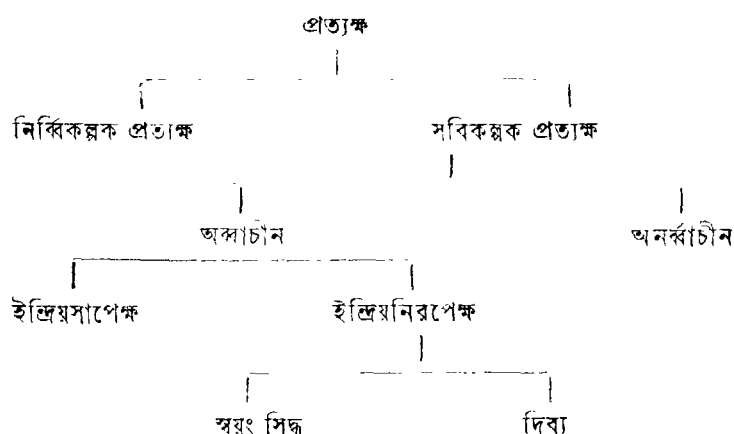 প্রত্যক্ষ
নির্ব্বিকল্পক প্রত্যক্ষ সবিকল্পক প্রত্যক্ষ
অর্ব্বাচীন অনর্ব্বাচীন
ইন্দ্রিয়সাপেক্ষ ইন্দ্রিয়নিরপেক্ষ
স্বয়ং সিদ্ধ দিব্য